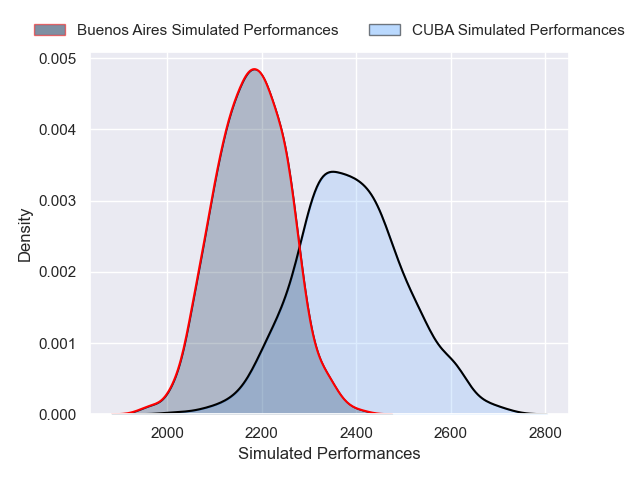 Buenos Aires Simulated Performances CUBA Simulated Performances
0.005
0.004
0.003
0.002
0.001
0.000
Density
2000 2200 2400 2600 2800
Simulated Performances